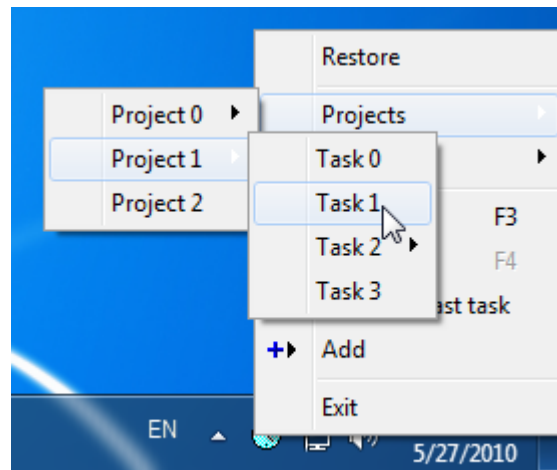 Restore
Projects
Project 0
Project 1
Project 2
Task 0
Task 1
Task 2
Task 3
F3
F4
task
Add
Exit
EN
5/27/2010